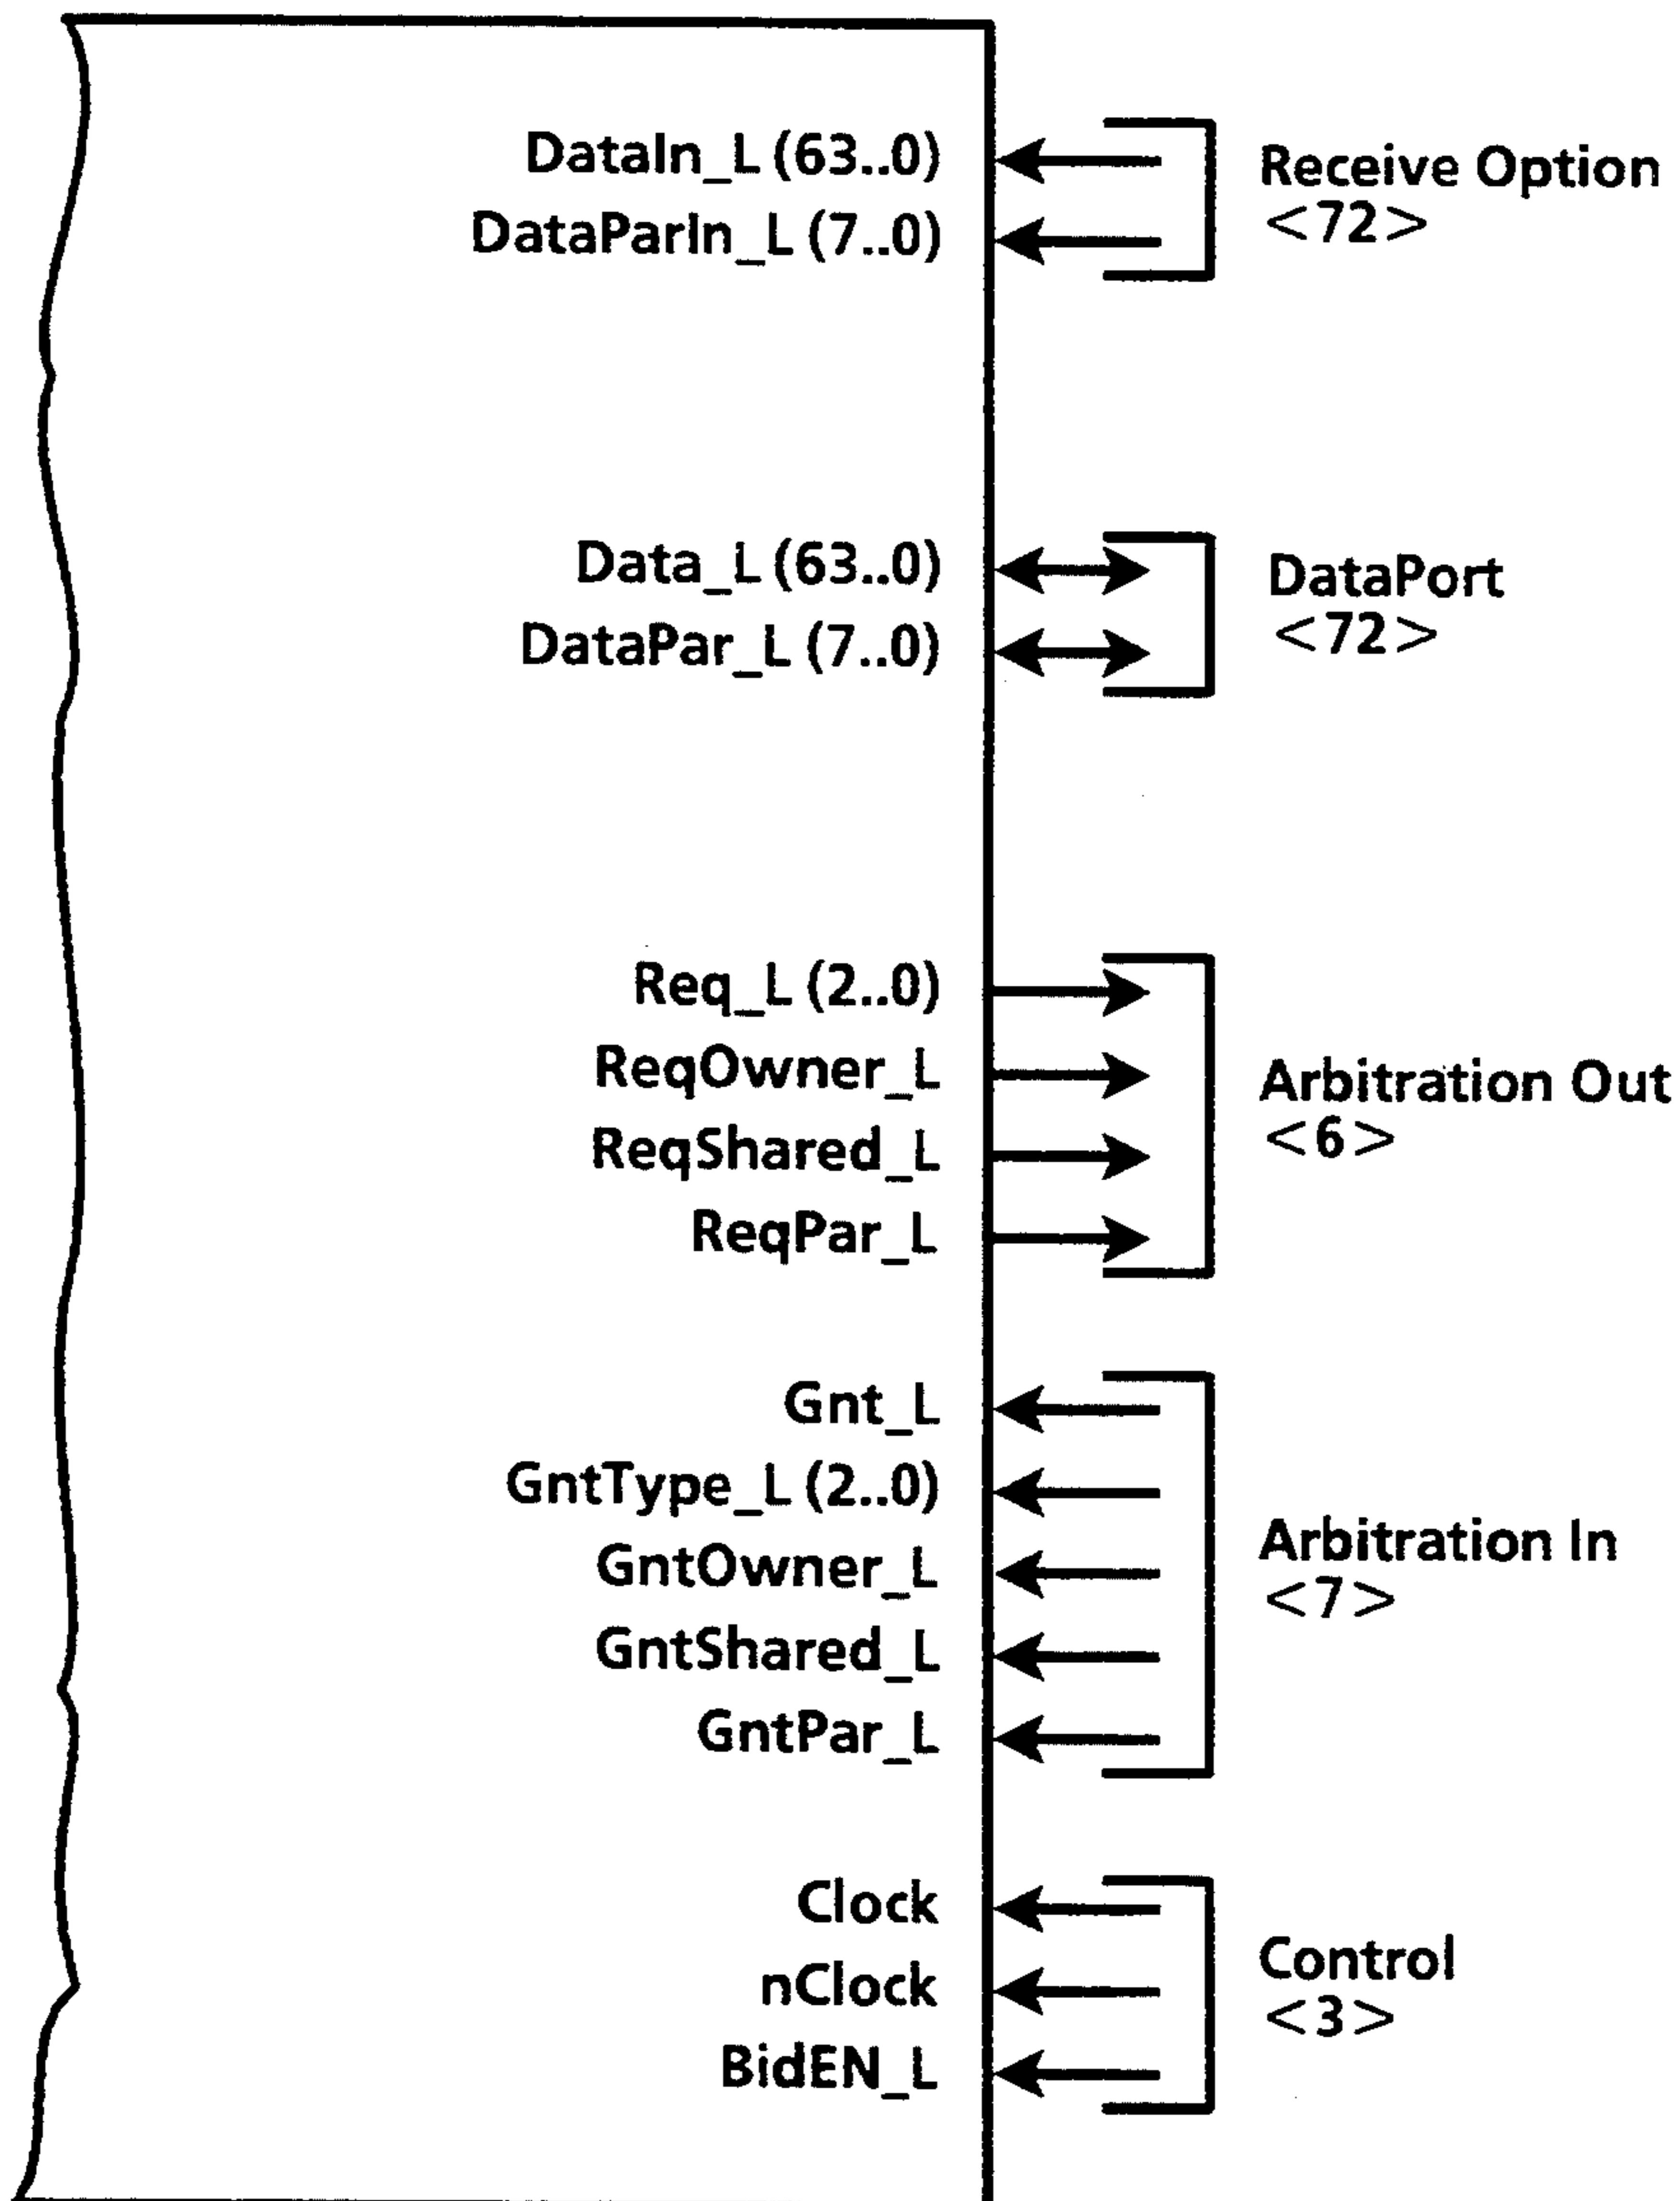 DataIn_L (63..0)
DataParIn_L (7..0)
Receive Option
<72>
Data_L (63..0)
DataPar_L (7..0)
DataPort
<72>
Req_L (2..0)
ReqOwner_L
ReqShared_L
ReqPar_L
Arbitration Out
<6>
Gnt_L
GntType_L (2..0)
GntOwner_L
GntShared_L
GntPar_L
Arbitration In
<7>
Clock
nClock
BidEN_L
Control
<3>